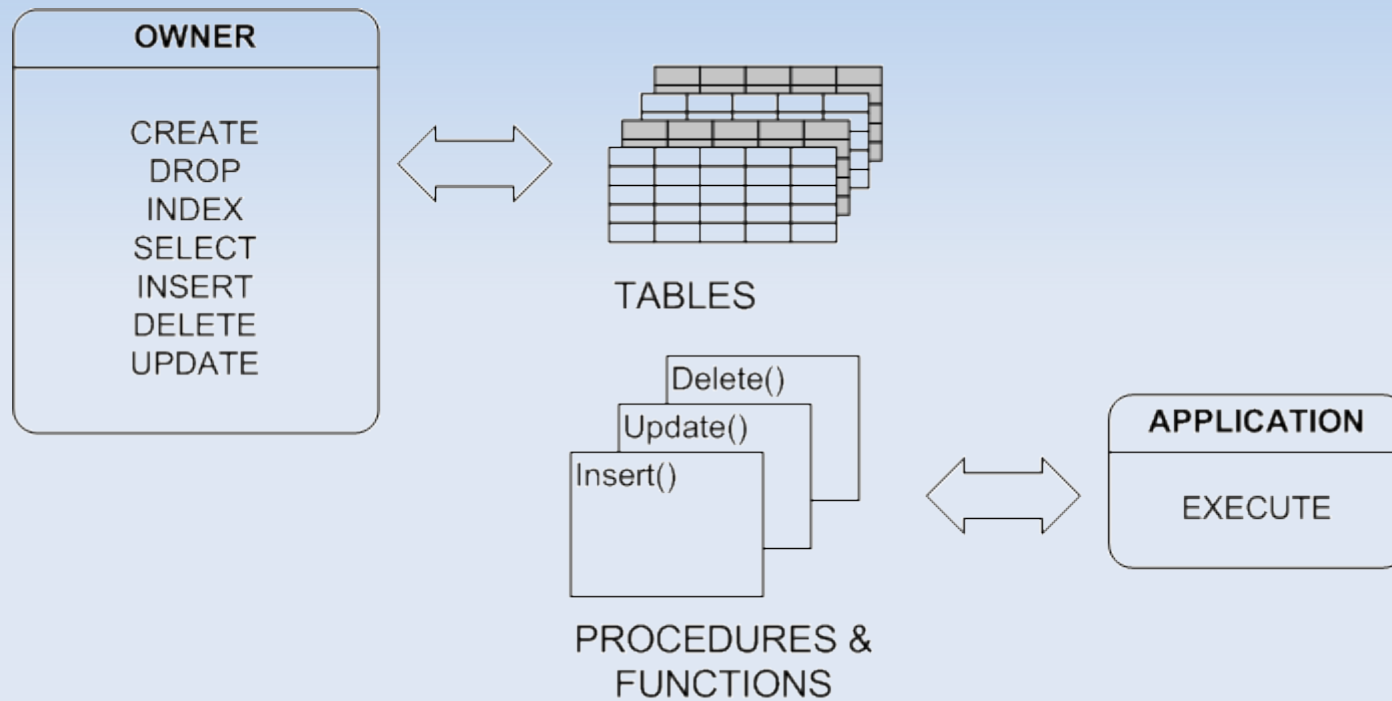 OWNER
CREATE
DROP
INDEX
SELECT
INSERT
DELETE
UPDATE
TABLES
Delete()
Update()
Insert()
PROCEDURES &
FUNCTIONS
APPLICATION
EXECUTE